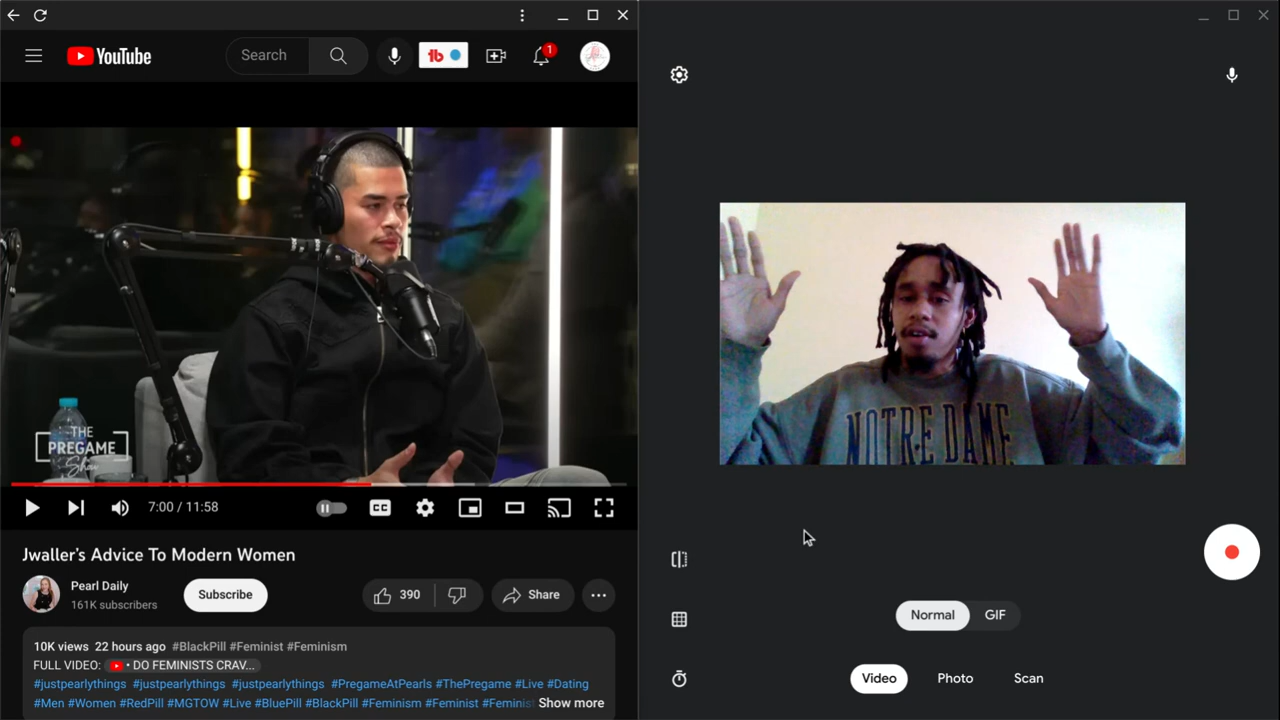 YouTube
Search
1
THE
PREGAME
Show
7:00 / 11:58
CC
Jwaller's Advice To Modern Women
Pearl Daily
161K subscribers
Subscribe
390
Share
10K views 22 hours ago #BlackPill #Feminist #Feminism
FULL VIDEO: • DO FEMINISTS CRAV...
#justpearlythings #justpearlythings #justpearlythings #PregameAtPearls #ThePregame #Live #Dating
#Men #Women #RedPill #MGTOW #Live #BluePill #BlackPill #Feminism #Feminist #Feminis Show more
NOTRE DAME
Normal GIF
Video Photo Scan